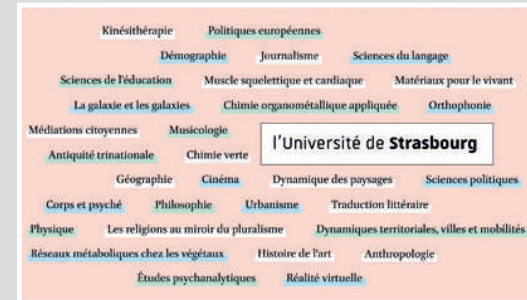 Kinésithérapie Politiques européennes
Démographie Journalisme Sciences du langage
Sciences de l'éducation Muscle squelettique et cardiaque Matériaux pour le vivant
La galaxie et les galaxies Chimie organométallique appliquée Orthophonie
Médiations citoyennes Musicologie
l'Université de Strasbourg
Antiquité trinationale Chimie verte
Géographie Cinéma Dynamique des paysages Sciences politiques
Corps et psyché Philosophie Urbanisme Traduction littéraire
Physique Les religions au miroir du pluralisme Dynamiques territoriales, villes et mobilités
Réseaux métaboliques chez les végétaux Histoire de l'art Anthropologie
Études psychanalytiques Réalité virtuelle